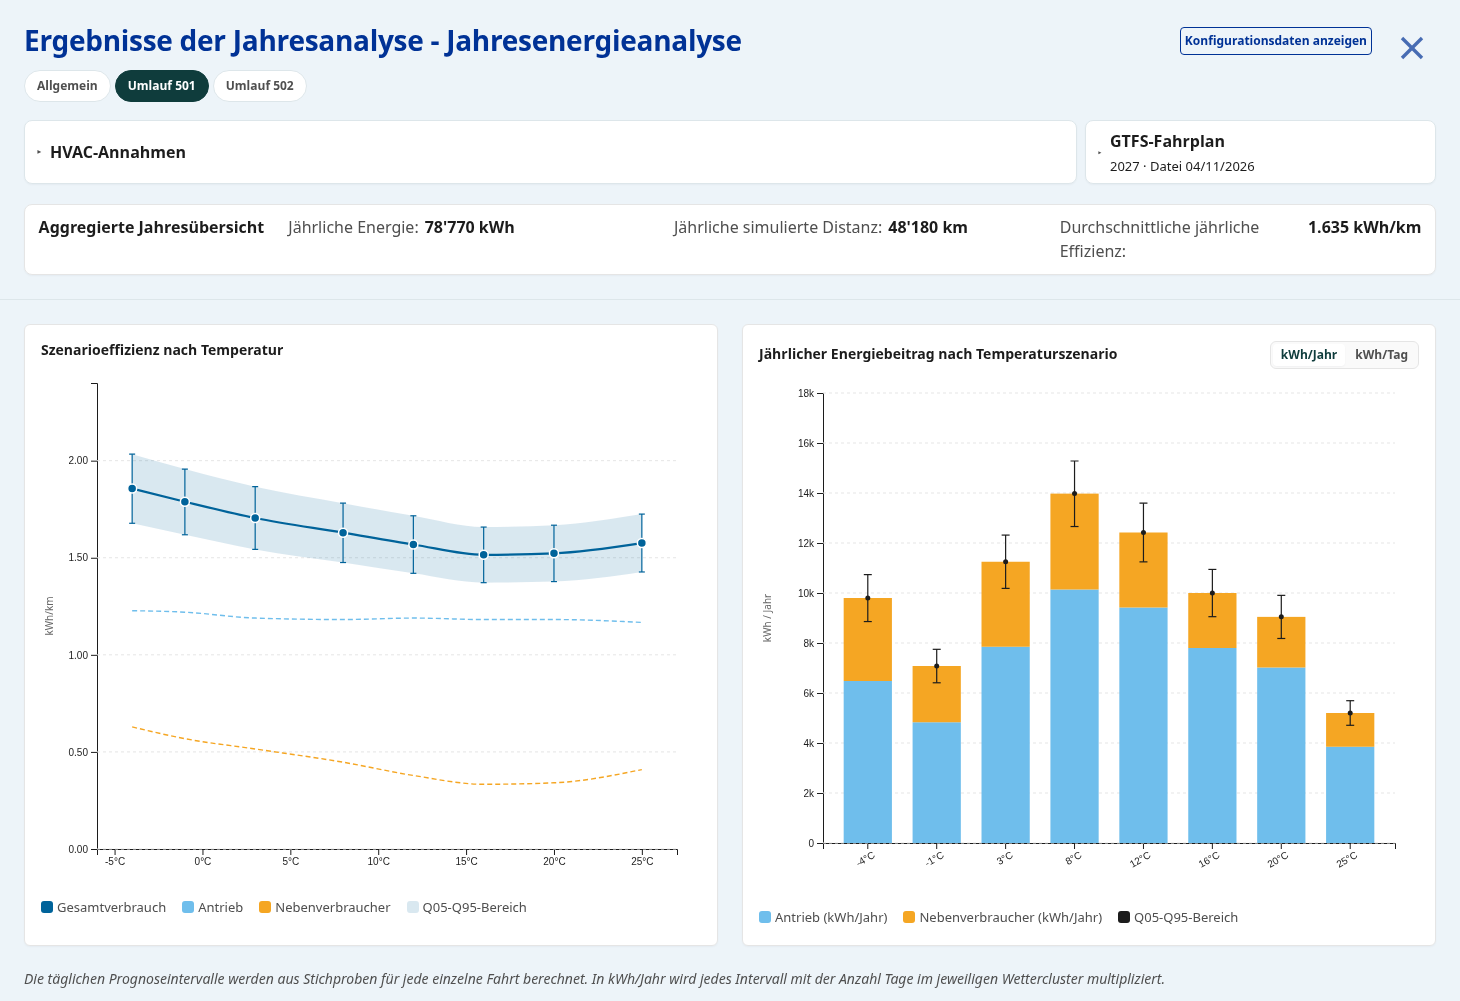 Ergebnisse der Jahresanalyse - Jahresenergieanalyse
Konfigurationsdaten anzeigen
Allgemein
Umlauf 501
Umlauf 502
HVAC-Annahmen
GTFS-Fahrplan
2027 · Datei 04/11/2026
Aggregierte Jahresübersicht
Jährliche Energie: 78'770 kWh
Jährliche simulierte Distanz: 48'180 km
Durchschnittliche jährliche
Effizienz:
1.635 kWh/km
Szenarioeffizienz nach Temperatur
2.00
1.50
1.00
0.50
0.00
kWh/km
-5°C
0°C
5°C
10°C
15°C
20°C
25°C
Gesamtverbrauch
Antrieb
Nebenverbraucher
Q05-Q95-Bereich
Jährlicher Energiebeitrag nach Temperaturszenario
kWh/Jahr
kWh/Tag
18k
16k
14k
12k
10k
8k
6k
4k
2k
0
kWh / Jahr
-4°C
-1°C
3°C
8°C
12°C
16°C
20°C
25°C
Antrieb (kWh/Jahr)
Nebenverbraucher (kWh/Jahr)
Q05-Q95-Bereich
Die täglichen Prognoseintervalle werden aus Stichproben für jede einzelne Fahrt berechnet. In kWh/Jahr wird jedes Intervall mit der Anzahl Tage im jeweiligen Wettercluster multipliziert.